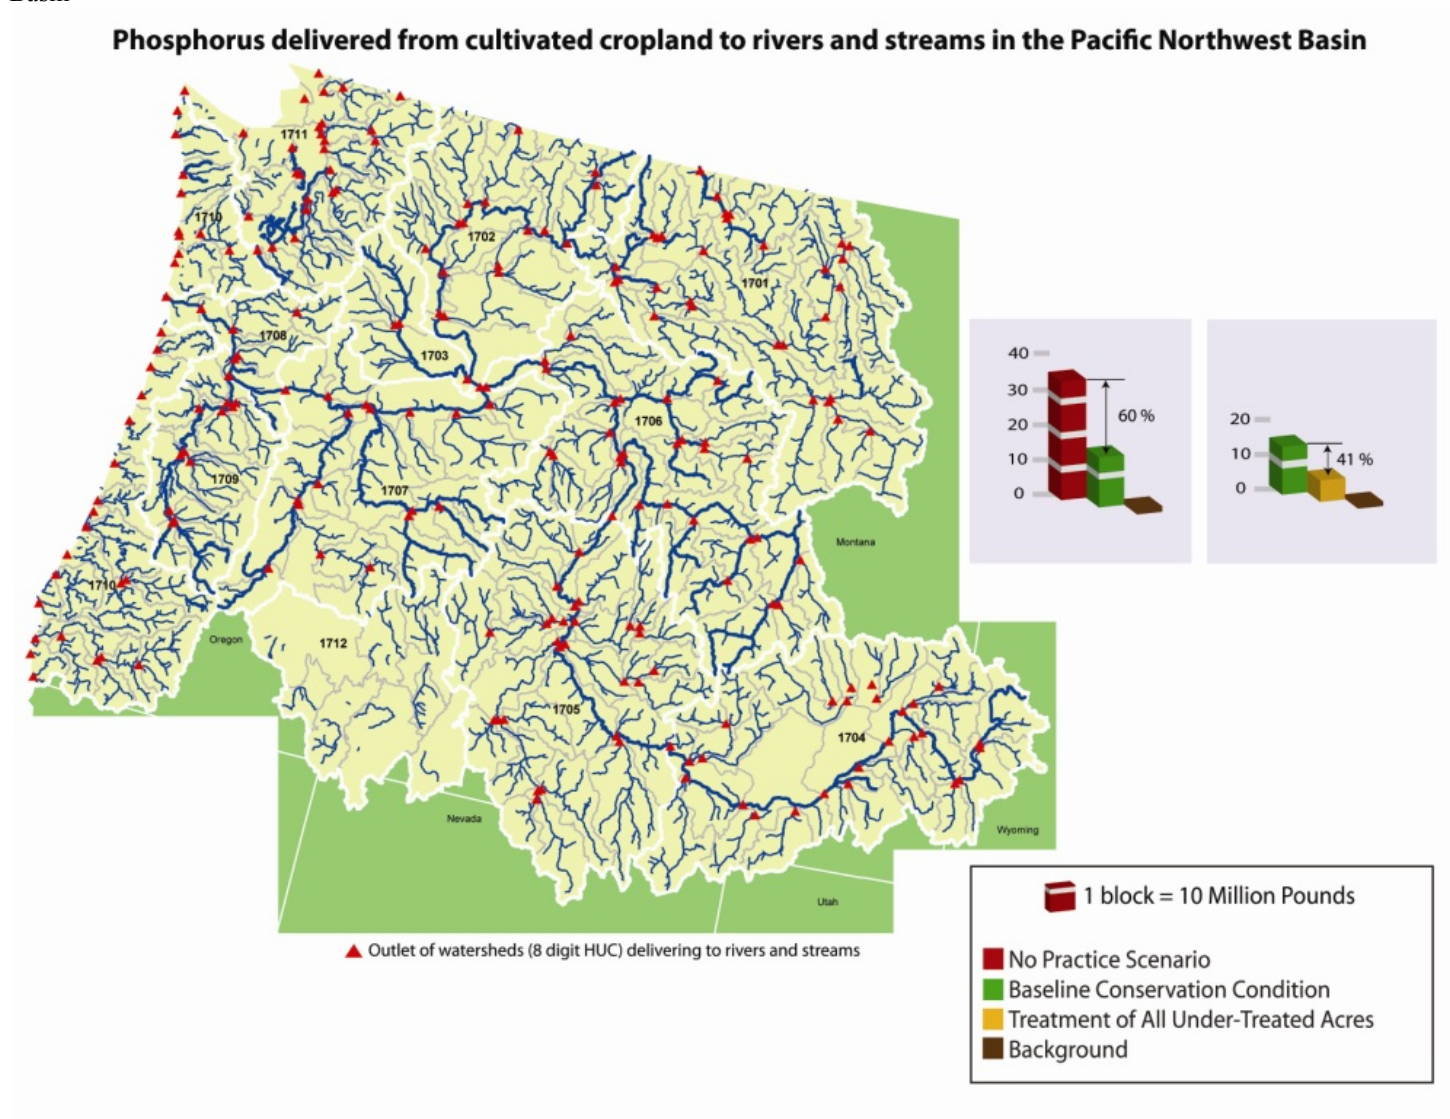 Basin
Phosphorus delivered from cultivated cropland to rivers and streams in the Pacific Northwest Basin
1711
1710
1702
1701
1708
1703
1706
1709
1707
1710
1712
1705
1704
Montana
Oregon
Nevada
Utah
Wyoming
40
30
20
10
0
60 %
20
10
0
41 %
Outlet of watersheds (8 digit HUC) delivering to rivers and streams
1 block = 10 Million Pounds
No Practice Scenario
Baseline Conservation Condition
Treatment of All Under-Treated Acres
Background